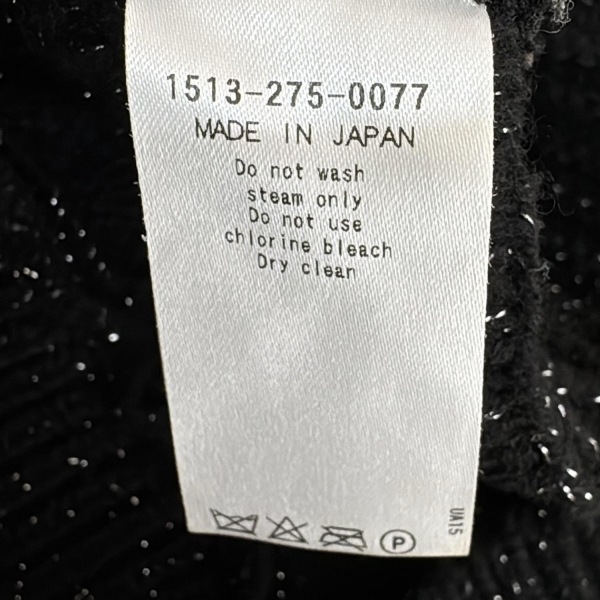 1513-275-0077
MADE IN JAPAN
Do not wash
steam only
Do not use
chlorine bleach
Dry clean
P
UA15